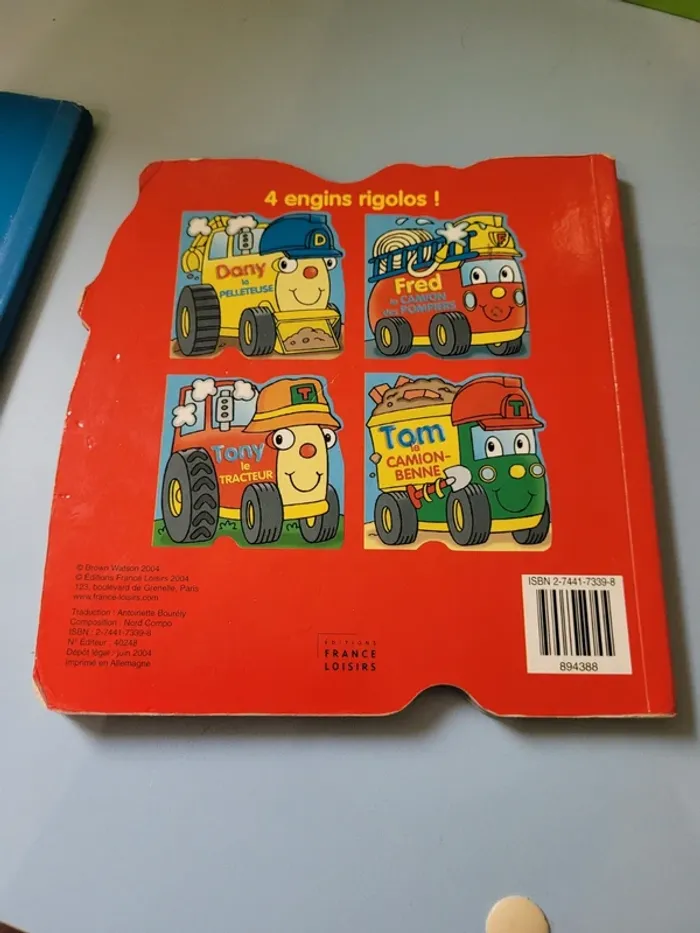 4 engins rigolos !
D
Dany
la
PELLETEUSE
F
Fred
le CAMION
des POMPIERS
T
Tony
le
TRACTEUR
T
Tom
la
CAMION-
BENNE
© Brown Watson 2004
© Éditions France Loisirs 2004
123, boulevard de Grenelle, Paris
www.france-loisirs.com
Traduction : Antoinette Bourély
Composition : Nord Compo
ISBN : 2-7441-7339-8
N° Éditeur : 40248
Dépôt légal : juin 2004
Imprimé en Allemagne
ÉDITIONS
FRANCE
LOISIRS
ISBN 2-7441-7339-8
894388